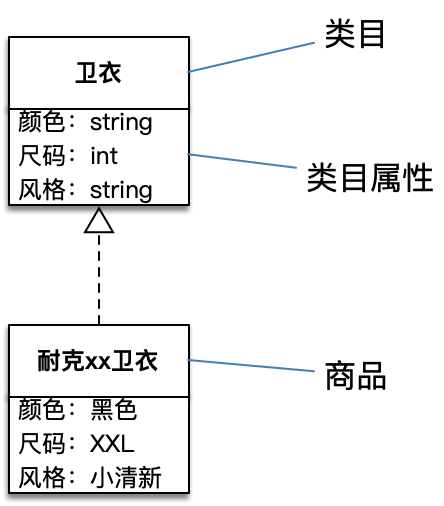 类目
卫衣
颜色：string
尺码：int
风格：string
类目属性
耐克xx卫衣
商品
颜色：黑色
尺码：XXL
风格：小清新